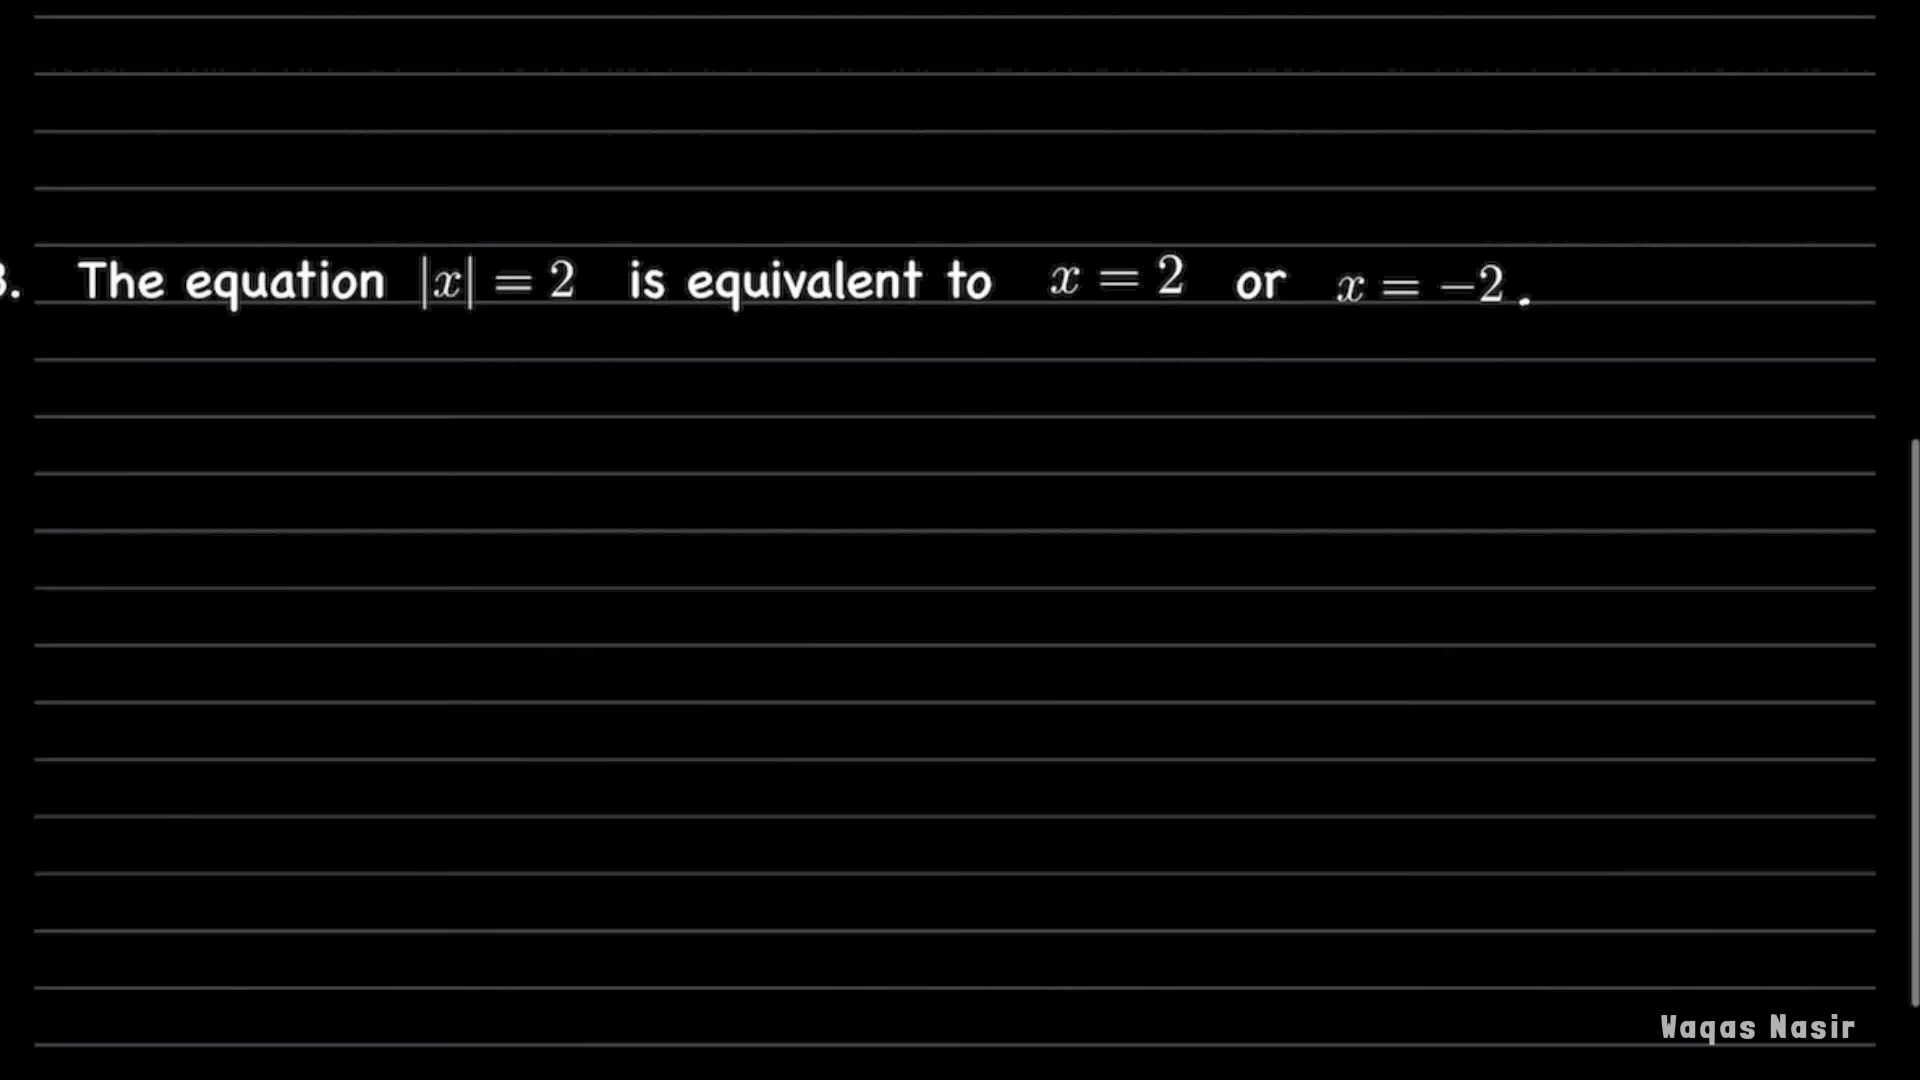 3. The equation |x| = 2 is equivalent to x = 2 or x = −2.
Waqas Nasir